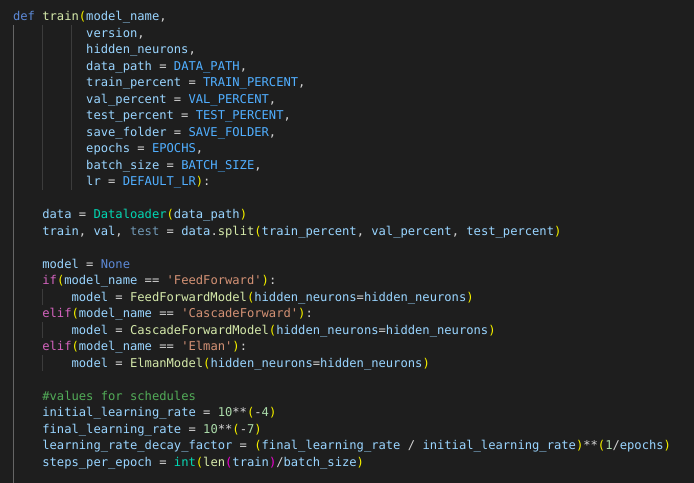 def train(model_name,
version,
hidden_neurons,
data_path = DATA_PATH,
train_percent = TRAIN_PERCENT,
val_percent = VAL_PERCENT,
test_percent = TEST_PERCENT,
save_folder = SAVE_FOLDER,
epochs = EPOCHS,
batch_size = BATCH_SIZE,
lr = DEFAULT_LR):
data = Dataloader(data_path)
train, val, test = data.split(train_percent, val_percent, test_percent)
model = None
if(model_name == 'FeedForward'):
model = FeedForwardModel(hidden_neurons=hidden_neurons)
elif(model_name == 'CascadeForward'):
model = CascadeForwardModel(hidden_neurons=hidden_neurons)
elif(model_name == 'Elman'):
model = ElmanModel(hidden_neurons=hidden_neurons)
#values for schedules
initial_learning_rate = 10**(-4)
final_learning_rate = 10**(-7)
learning_rate_decay_factor = (final_learning_rate / initial_learning_rate)**(1/epochs)
steps_per_epoch = int(len(train)/batch_size)